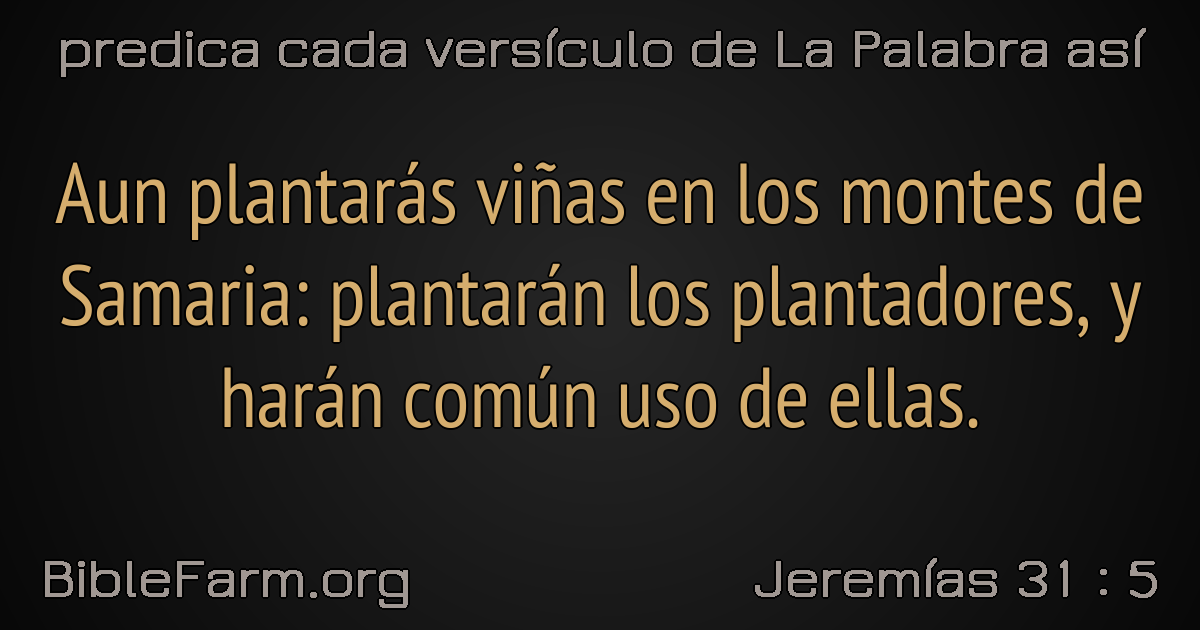 predica cada versículo de La Palabra así
Aun plantarás viñas en los montes de
Samaria: plantarán los plantadores, y
harán común uso de ellas.
BibleFarm.org
Jeremías 31 : 5